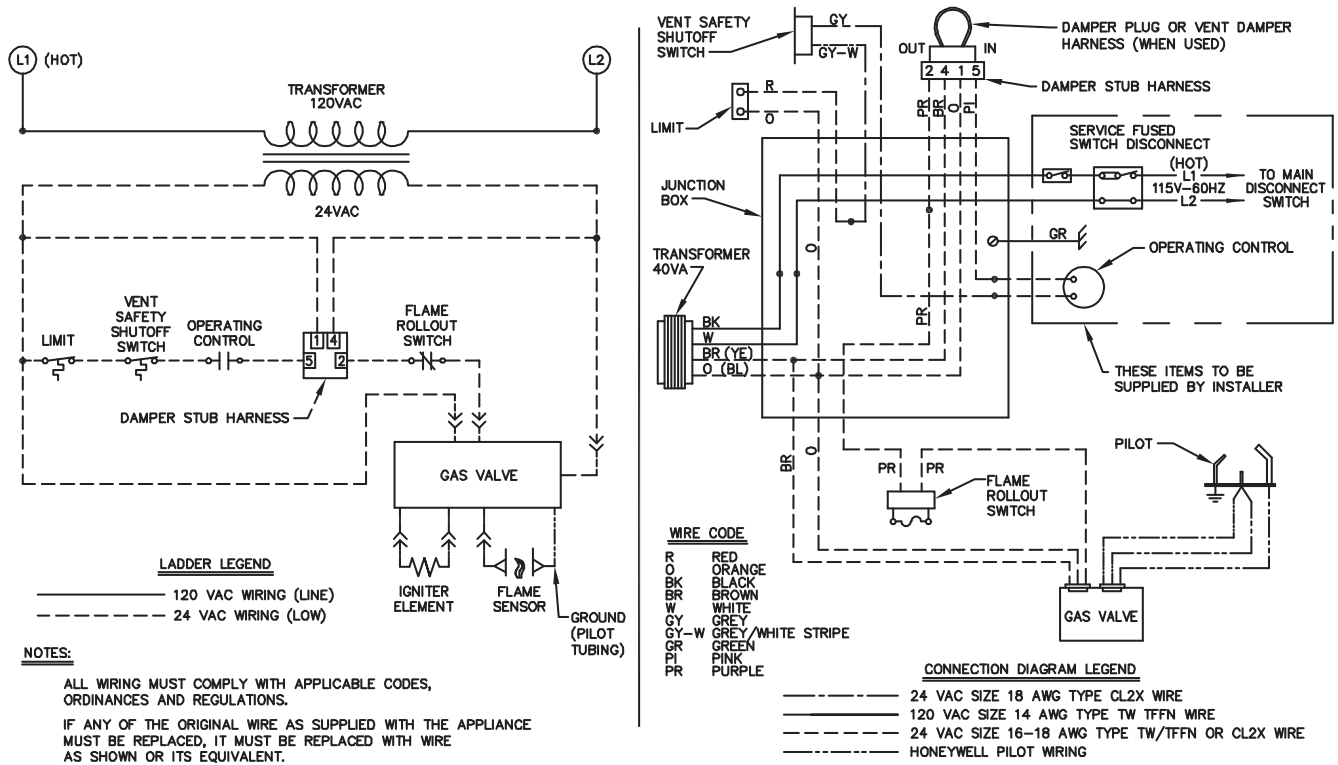 L1 (HOT)
L2
TRANSFORMER
120VAC
24VAC
LIMIT
VENT
SAFETY
SHUTOFF
SWITCH
OPERATING
CONTROL
1 4
5 2
FLAME
ROLLOUT
SWITCH
DAMPER STUB HARNESS
GAS VALVE
IGNITER
ELEMENT
FLAME
SENSOR
GROUND
(PILOT
TUBING)
LADDER LEGEND
120 VAC WIRING (LINE)
24 VAC WIRING (LOW)
NOTES:
ALL WIRING MUST COMPLY WITH APPLICABLE CODES,
ORDINANCES AND REGULATIONS.
IF ANY OF THE ORIGINAL WIRE AS SUPPLIED WITH THE APPLIANCE
MUST BE REPLACED, IT MUST BE REPLACED WITH WIRE
AS SHOWN OR ITS EQUIVALENT.
VENT SAFETY
SHUTOFF
SWITCH
GY
GY-W
OUT IN
2 4 1 5
DAMPER PLUG OR VENT DAMPER
HARNESS (WHEN USED)
DAMPER STUB HARNESS
R
O
LIMIT
PR
BR
O
PI
SERVICE FUSED
SWITCH DISCONNECT
(HOT)
L1
115V-60HZ
L2
TO MAIN
DISCONNECT
SWITCH
JUNCTION
BOX
O
GR
OPERATING CONTROL
TRANSFORMER
40VA
BK
W
BR (YE)
O (BL)
PR
THESE ITEMS TO BE
SUPPLIED BY INSTALLER
BR
O
PR
PR
FLAME
ROLLOUT
SWITCH
PILOT
GAS VALVE
WIRE CODE
R RED
O ORANGE
BK BLACK
BR BROWN
W WHITE
GY GREY
GY-W GREY/WHITE STRIPE
GR GREEN
PI PINK
PR PURPLE
CONNECTION DIAGRAM LEGEND
24 VAC SIZE 18 AWG TYPE CL2X WIRE
120 VAC SIZE 14 AWG TYPE TW TFFN WIRE
24 VAC SIZE 16-18 AWG TYPE TW/TFFN OR CL2X WIRE
HONEYWELL PILOT WIRING